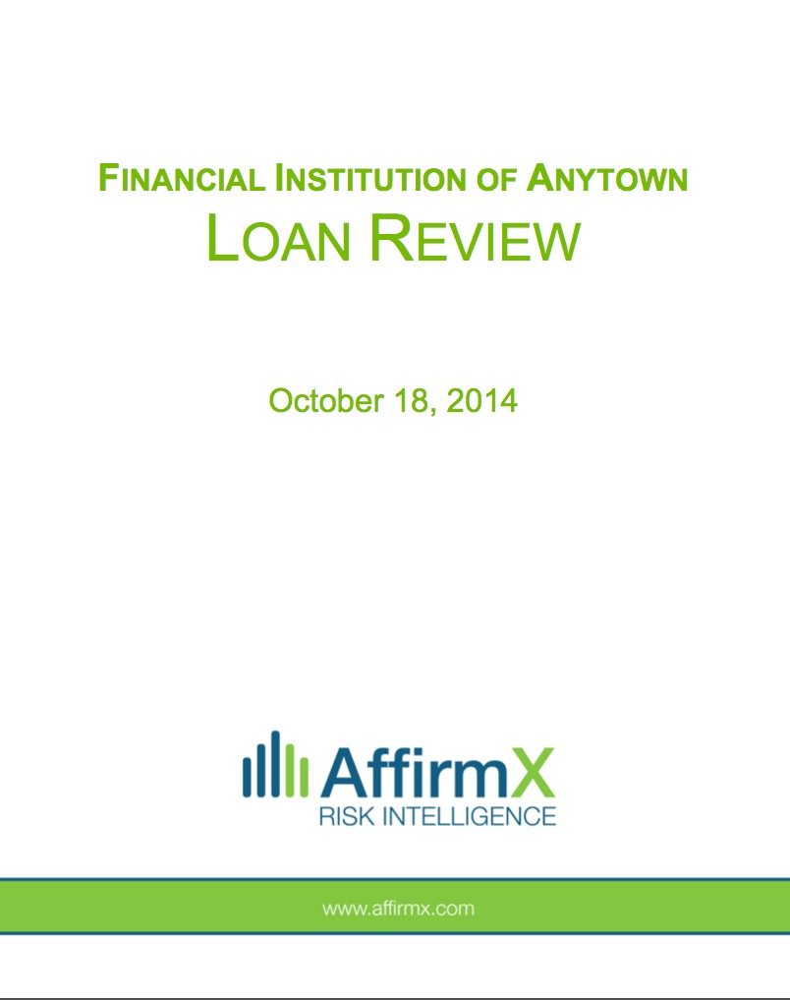 FINANCIAL INSTITUTION OF ANYTOWN
LOAN REVIEW
October 18, 2014
AffirmX
RISK INTELLIGENCE
www.affirmx.com